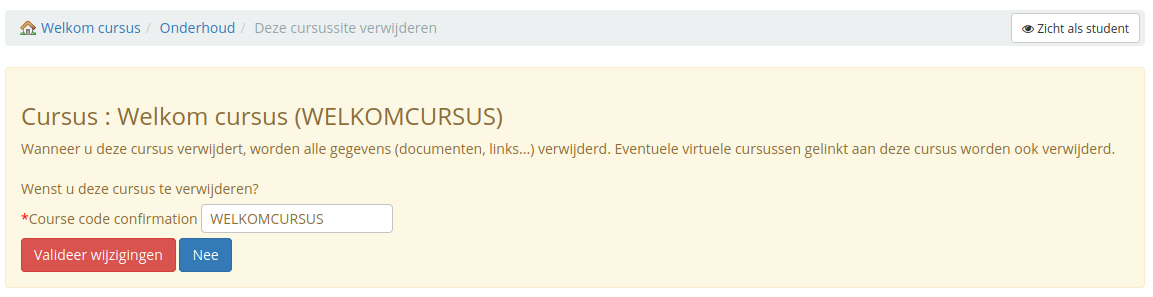 Welkom cursus / Onderhoud / Deze cursussite verwijderen Zicht als student
Cursus : Welkom cursus (WELKOMCURSUS)
Wanneer u deze cursus verwijdert, worden alle gegevens (documenten, links...) verwijderd. Eventuele virtuele cursussen gelinkt aan deze cursus worden ook verwijderd.
Wenst u deze cursus te verwijderen?
*Course code confirmation WELKOMCURSUS
Valideer wijzigingen Nee